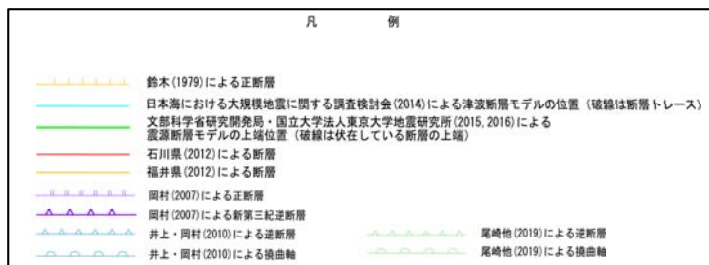 凡 例
鈴木(1979)による正断層
日本海における大規模地震に関する調査検討会(2014)による津波断層モデルの位置(破線は断層トレース)
文部科学省研究開発局・国立大学法人東京大学地震研究所(2015,2016)による
震源断層モデルの上端位置(破線は伏在している断層の上端)
石川県(2012)による断層
福井県(2012)による断層
岡村(2007)による正断層
岡村(2007)による新第三紀逆断層
井上・岡村(2010)による逆断層
尾崎他(2019)による逆断層
井上・岡村(2010)による撓曲軸
尾崎他(2019)による撓曲軸